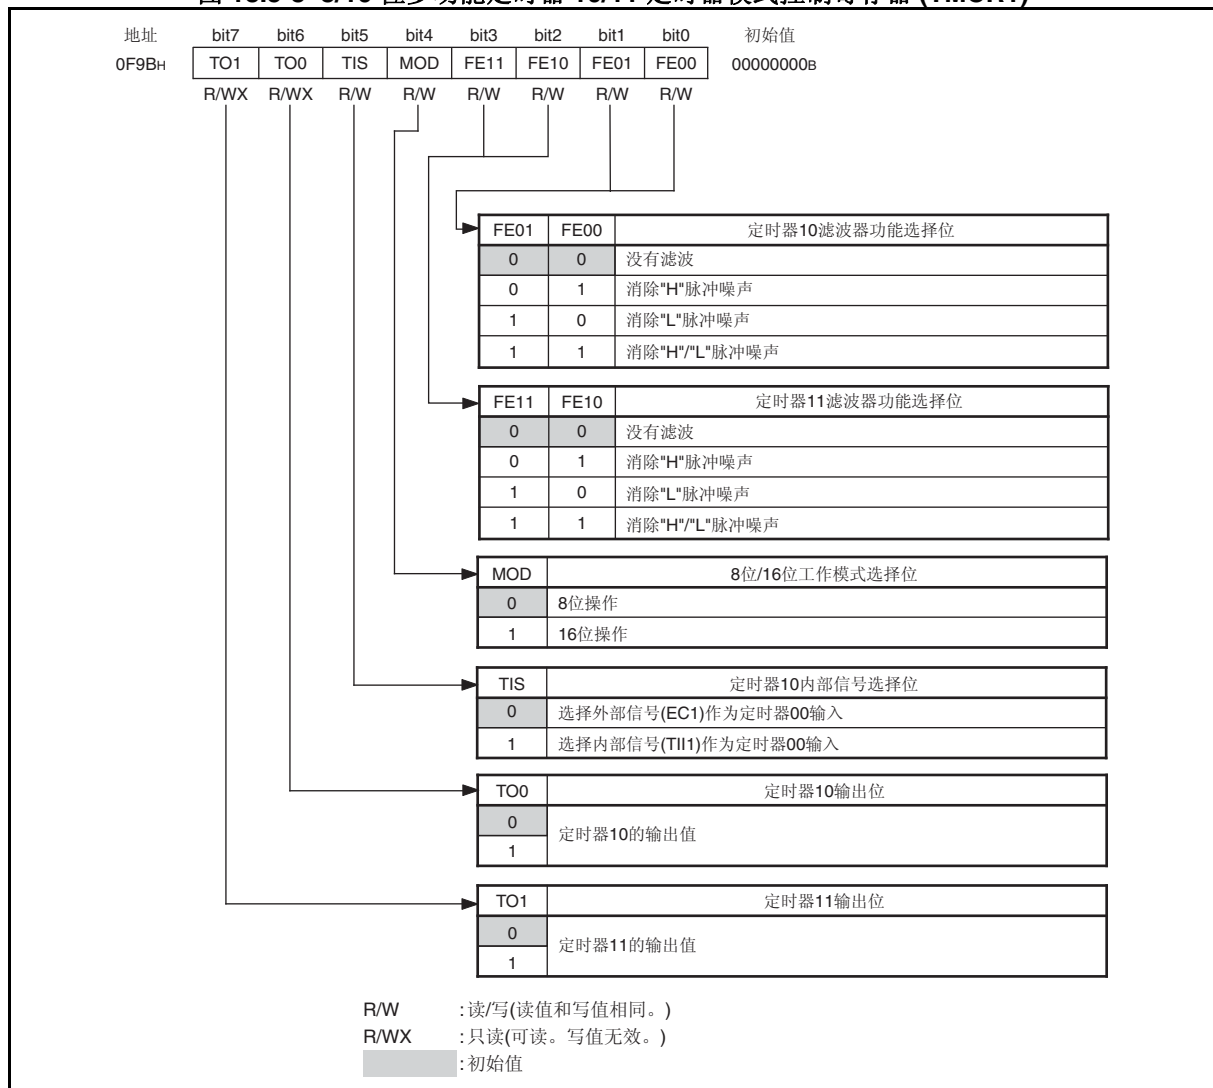 地址 bit7 bit6 bit5 bit4 bit3 bit2 bit1 bit0 初始值
0F9BH TO1 TO0 TIS MOD FE11 FE10 FE01 FE00 00000000B
R/WX R/WX R/W R/W R/W R/W R/W R/W
FE01 FE00 定时器10滤波器功能选择位
0 0 没有滤波
0 1 消除"H"脉冲噪声
1 0 消除"L"脉冲噪声
1 1 消除"H"/"L"脉冲噪声
FE11 FE10 定时器11滤波器功能选择位
0 0 没有滤波
0 1 消除"H"脉冲噪声
1 0 消除"L"脉冲噪声
1 1 消除"H"/"L"脉冲噪声
MOD 8位/16位工作模式选择位
0 8位操作
1 16位操作
TIS 定时器10内部信号选择位
0 选择外部信号(EC1)作为定时器00输入
1 选择内部信号(TII1)作为定时器00输入
TO0 定时器10输出位
0 定时器10的输出值
1
TO1 定时器11输出位
0 定时器11的输出值
1
R/W :读/写(读值和写值相同。)
R/WX :只读(可读。写值无效。)
:初始值